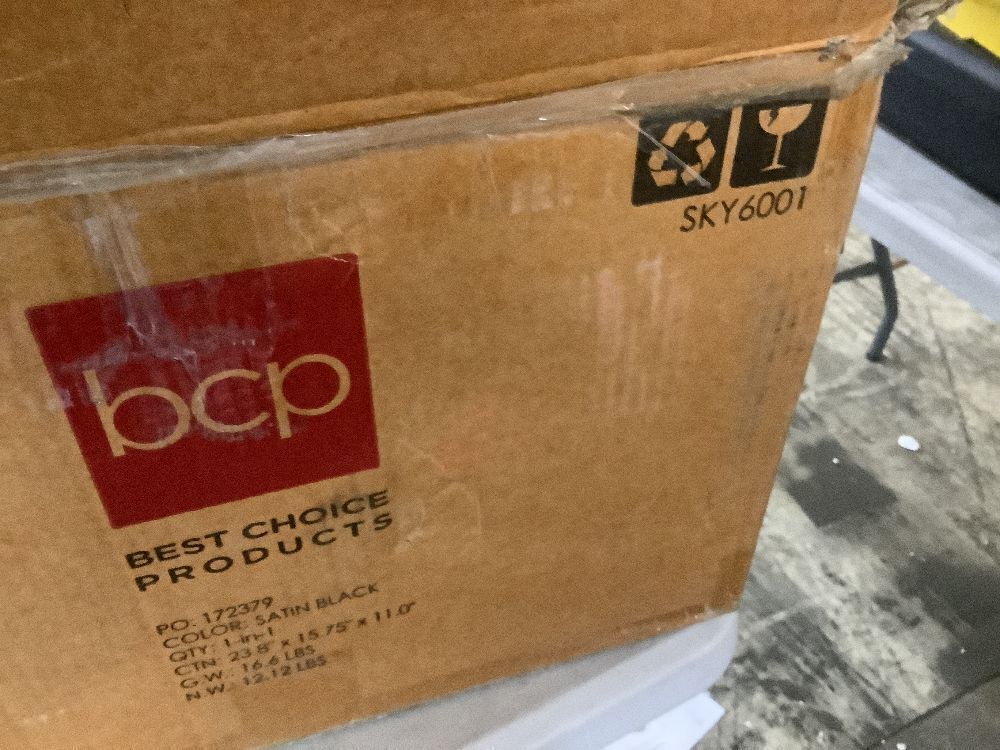 SKY6001
bcp
BEST CHOICE
PRODUCTS
PO: 172379
COLOR: SATIN BLACK
QTY: 1-in-1
CTN: 23.8" x 15.75" x 11.0"
G.W.: 16.6 LBS
N.W.: 12.12 LBS